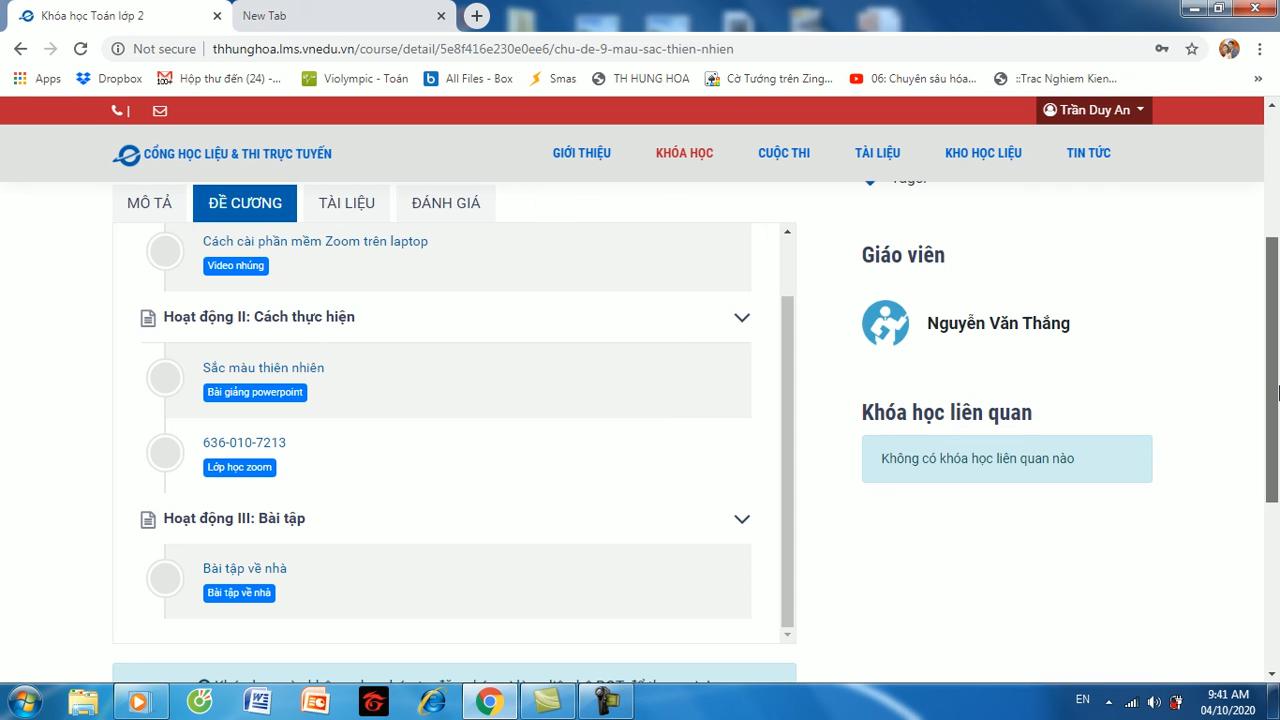 Khóa học Toán lớp 2
New Tab
Not secure
thhunghoa.lms.vnedu.vn/course/detail/5e8f416e230e0ee6/chu-de-9-mau-sac-thien-nhien
Apps
Dropbox
100+
Hộp thư đến (24) -...
Violympic - Toán
All Files - Box
Smas
TH HUNG HOA
Cờ Tướng trên Zing...
06: Chuyên sâu hóa...
::Trac Nghiem Kien...
»
Trần Duy An
CỔNG HỌC LIỆU & THI TRỰC TUYẾN
GIỚI THIỆU
KHÓA HỌC
CUỘC THI
TÀI LIỆU
KHO HỌC LIỆU
TIN TỨC
MÔ TẢ
ĐỀ CƯƠNG
TÀI LIỆU
ĐÁNH GIÁ
Cách cài phần mềm Zoom trên laptop
Video nhúng
Hoạt động II: Cách thực hiện
Sắc màu thiên nhiên
Bài giảng powerpoint
636-010-7213
Lớp học zoom
Hoạt động III: Bài tập
Bài tập về nhà
Bài tập về nhà
Giáo viên
Nguyễn Văn Thắng
Khóa học liên quan
Không có khóa học liên quan nào
EN
9:41 AM
04/10/2020